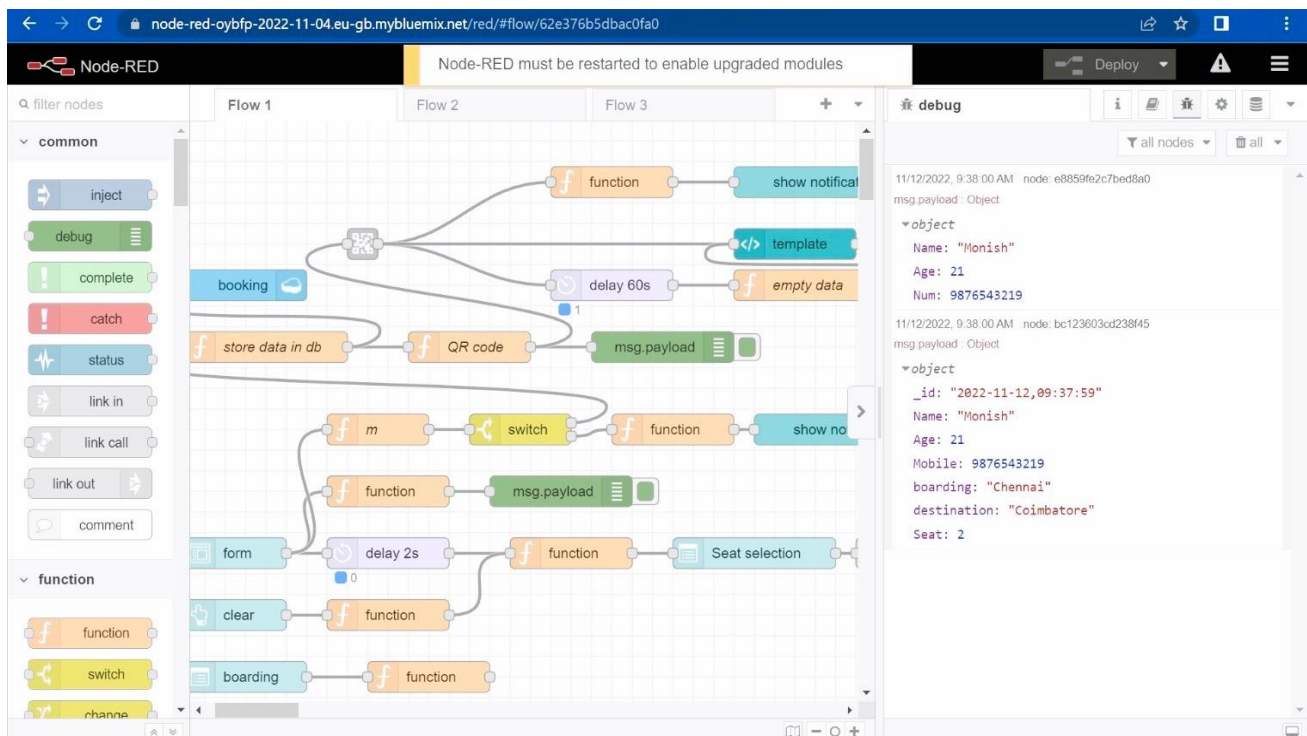 node-red-oybfp-2022-11-04.eu-gb.mybluemix.net/red/#flow/62e376b5dbac0fa0
Node-RED
Node-RED must be restarted to enable upgraded modules
Deploy
filter nodes
common
inject
debug
complete
catch
status
link in
link call
link out
comment
function
function
switch
change
Flow 1
Flow 2
Flow 3
function
show notificat
template
booking
delay 60s
empty data
1
store data in db
QR code
msg.payload
m
switch
function
show no
function
msg.payload
form
delay 2s
function
Seat selection
0
clear
function
boarding
function
debug
i
all nodes
all
11/12/2022, 9:38:00 AM node: e8859fe2c7bed8a0
msg.payload : Object
object
Name: "Monish"
Age: 21
Num: 9876543219
11/12/2022, 9:38:00 AM node: bc123603cd238f45
msg.payload : Object
object
_id: "2022-11-12,09:37:59"
Name: "Monish"
Age: 21
Mobile: 9876543219
boarding: "Chennai"
destination: "Coimbatore"
Seat: 2